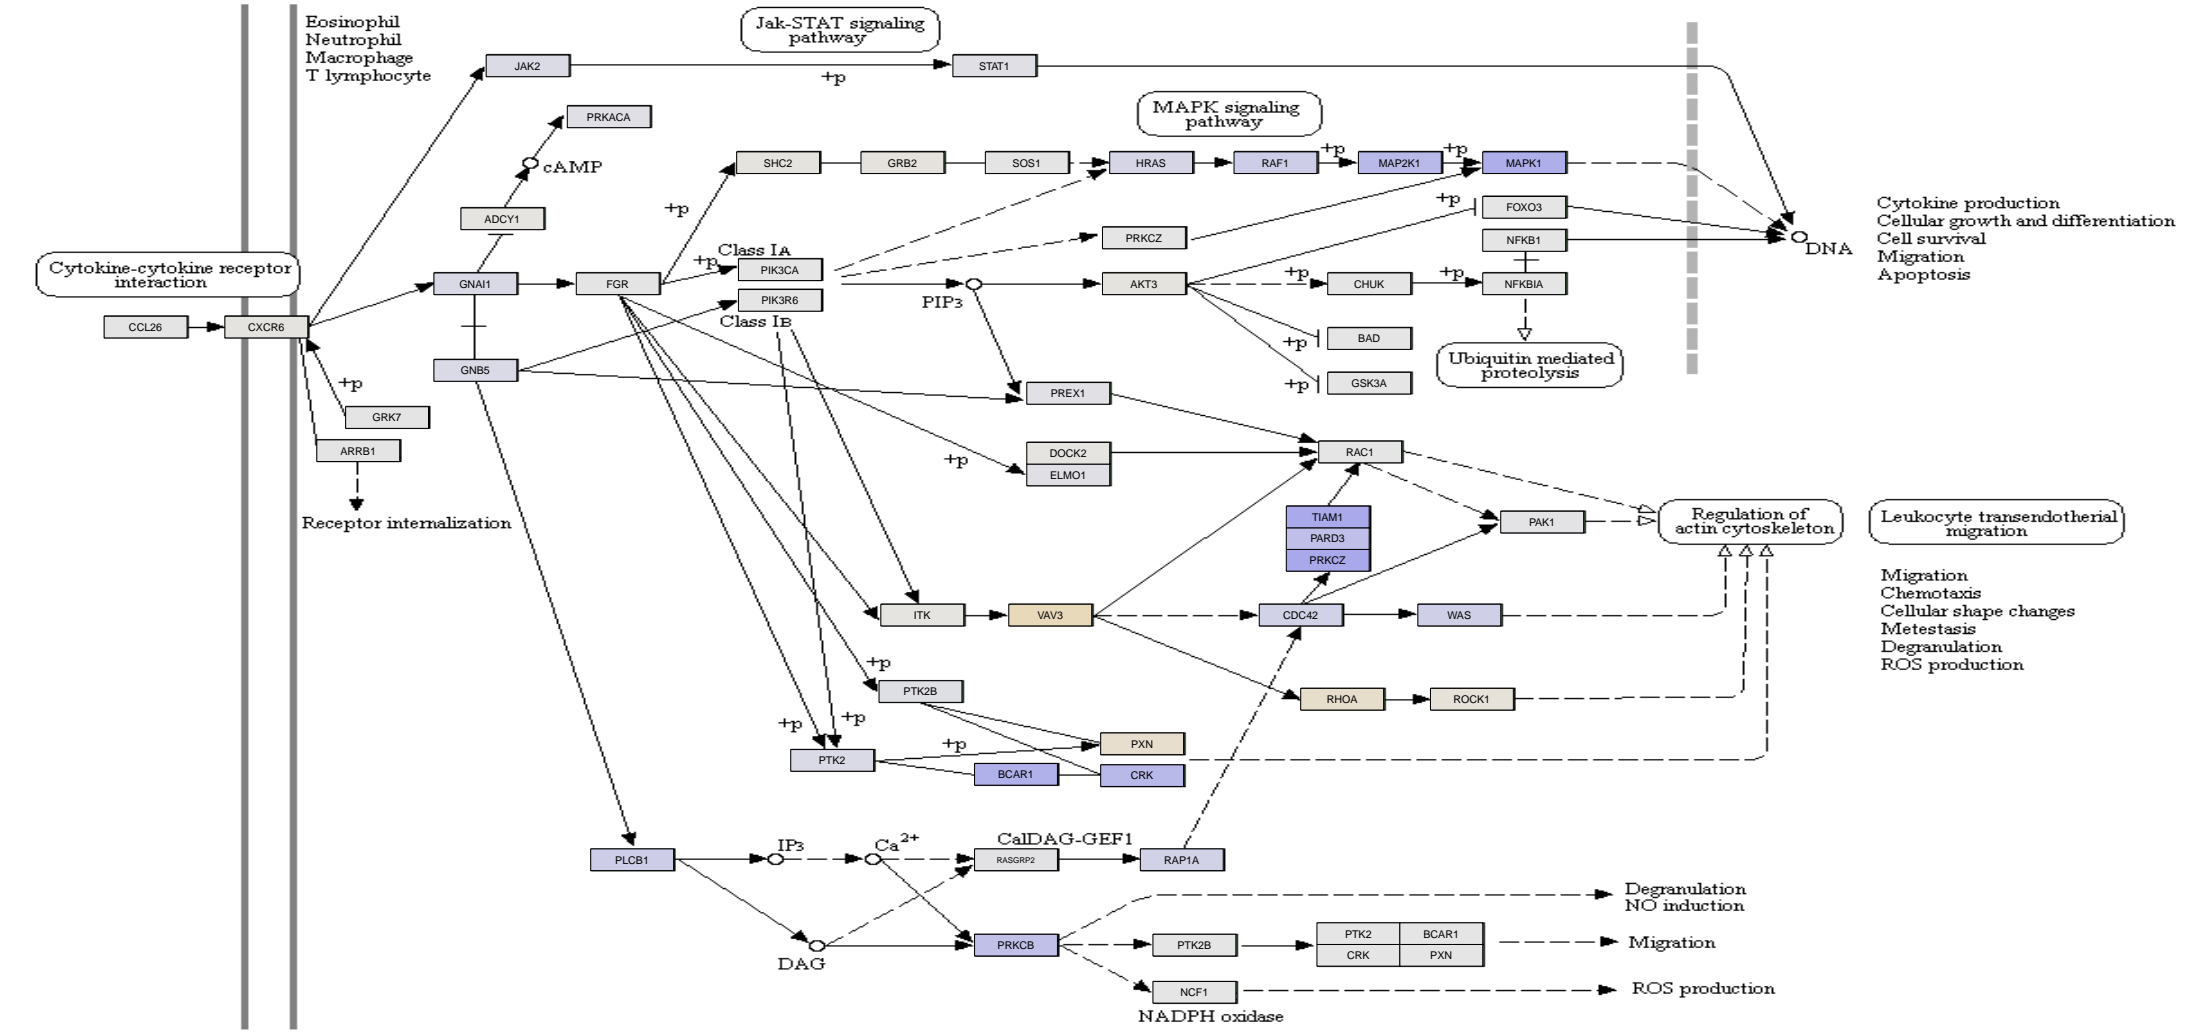 Eosinophil
Neutrophil
Macrophage
T lymphocyte
Jak-STAT signaling
pathway
JAK2
+p
STAT1
PRKACA
cAMP
MAPK signaling
pathway
SHC2
GRB2
SOS1
HRAS
RAF1
+p
MAP2K1
+p
MAPK1
ADCY1
+p
+p
FOXO3
Cytokine production
Cellular growth and differentiation
Cell survival
Migration
Apoptosis
PRKCZ
NFKB1
DNA
Cytokine-cytokine receptor
interaction
Class IA
+p
PIK3CA
GNAI1
FGR
PIK3R6
Class IB
PIP3
AKT3
+p
CHUK
+p
NFKBIA
CCL26
CXCR6
+p
BAD
Ubiquitin mediated
proteolysis
GNB5
+p
+p
GSK3A
PREX1
GRK7
ARRB1
DOCK2
ELMO1
+p
RAC1
Receptor internalization
TIAM1
PARD3
PRKCZ
PAK1
Regulation of
actin cytoskeleton
Leukocyte transendotherial
migration
Migration
Chemotaxis
Cellular shape changes
Metestasis
Degranulation
ROS production
ITK
VAV3
CDC42
WAS
+p
PTK2B
RHOA
ROCK1
+p
+p
+p
PXN
PTK2
BCAR1
CRK
PLCB1
IP3
Ca2+
CalDAG-GEF1
RASGRP2
RAP1A
Degranulation
NO induction
DAG
PRKCB
PTK2B
PTK2
BCAR1
CRK
PXN
Migration
NCF1
ROS production
NADPH oxidase